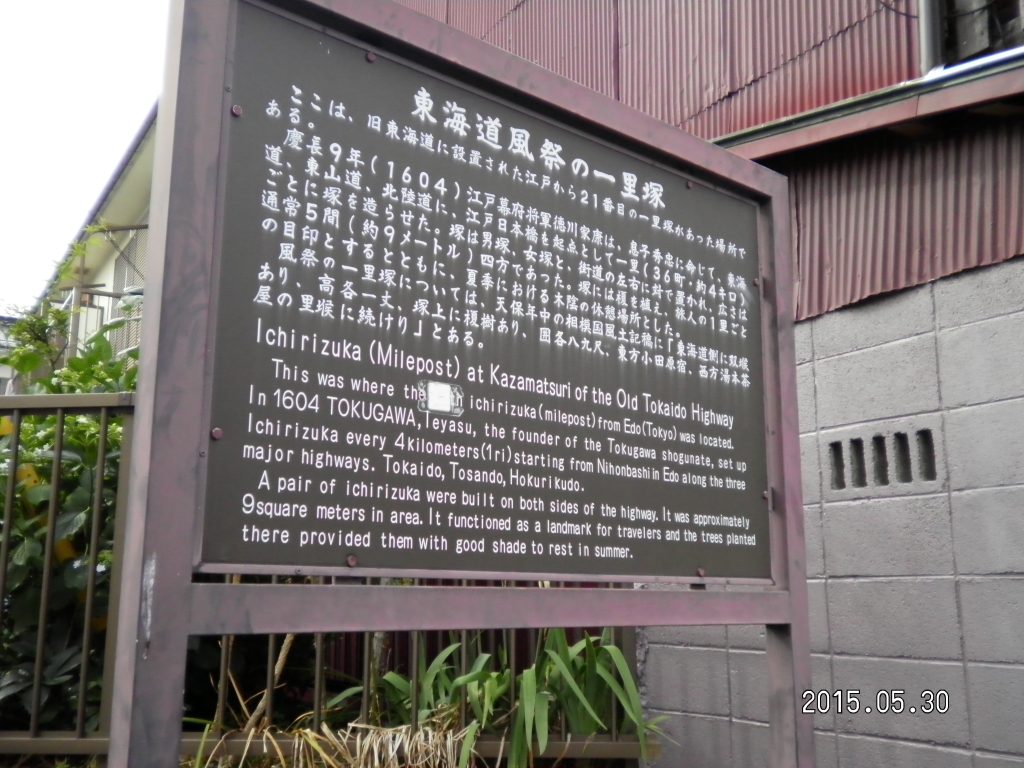 東海道風祭の一里塚
ここは、旧東海道に設置された江戸から21番目の一里塚があった場所で
ある。
慶長9年(1604)江戸幕府将軍徳川家康は、息子秀忠に命じて、東海
道、東山道、北陸道に、江戸日本橋を起点として一里(36町・約4キロ)
ごとに塚を造らせた。塚は男塚、女塚と、街道の左右に対で置かれ、広さは
通常5間(約9メートル)四方であった。塚には榎を植え、旅人の1里ごと
の目印とするとともに、夏季における木陰の休憩場所とした。
風祭の一里塚については、天保年中の相模国風土記稿に「東海道側に双堠
あり、高各一丈、塚上に榎樹あり、囲各八九尺、東方小田原宿、西方湯本茶
屋の里堠に続けり」とある。
Ichirizuka (Milepost) at Kazamatsuri of the Old Tokaido Highway
This was where ichirizuka(milepost)from Edo(Tokyo) was located.
In 1604 TOKUGAWA, Ieyasu, the founder of the Tokugawa shogunate, set up
Ichirizuka every 4kilometers(1ri)starting from Nihonbashi in Edo along the three
major highways. Tokaido, Tosando, Hokurikudo.
A pair of ichirizuka were built on both sides of the highway. It was approximately
9square meters in area. It functioned as a landmark for travelers and the trees planted
there provided them with good shade to rest in summer.
2015.05.30